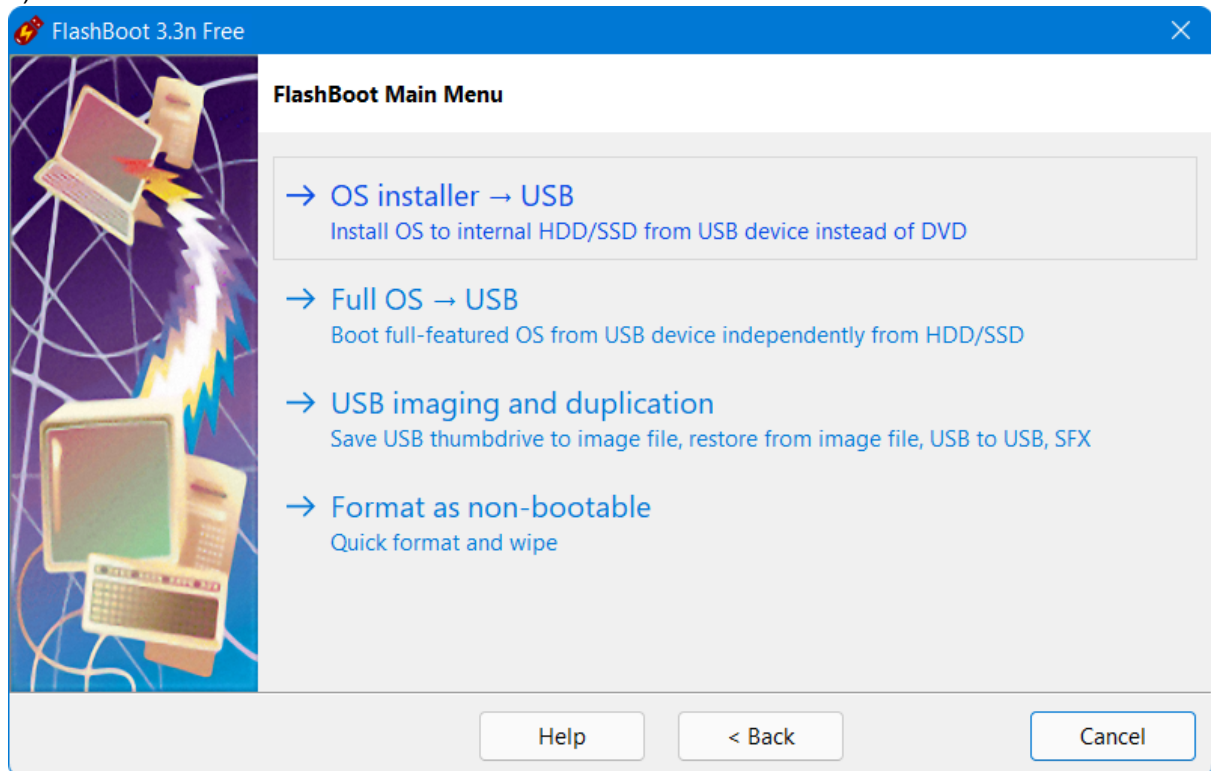 FlashBoot 3.3n Free
FlashBoot Main Menu
→ OS installer → USB
Install OS to internal HDD/SSD from USB device instead of DVD
→ Full OS → USB
Boot full-featured OS from USB device independently from HDD/SSD
→ USB imaging and duplication
Save USB thumbdrive to image file, restore from image file, USB to USB, SFX
→ Format as non-bootable
Quick format and wipe
Help
< Back
Cancel